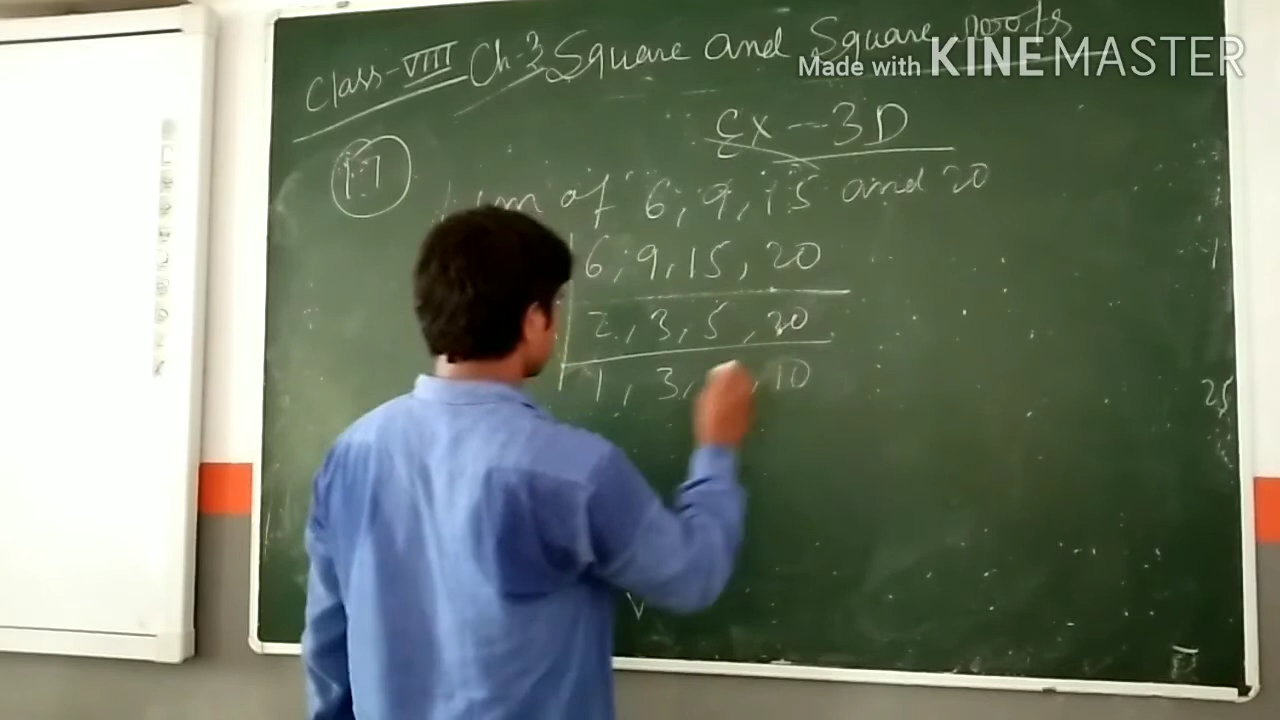 Class-VIII Ch-3 Square and Square roots
Made with KINEMASTER
Ex-3D
of 6, 9, 15 and 20
6, 9, 15, 20
2, 3, 5, 20
1, 3, , 10
25